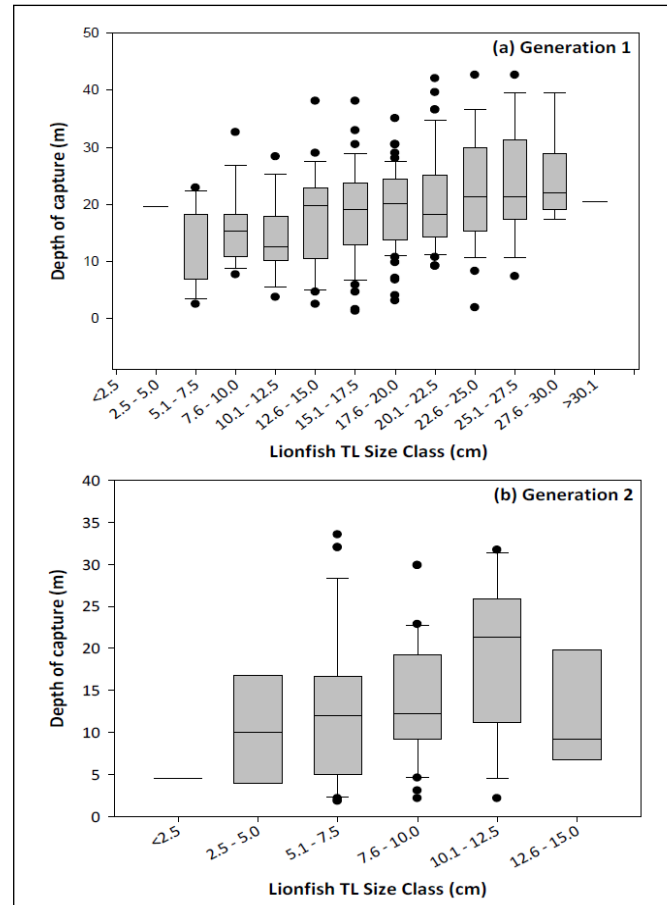 (a) Generation 1
50
40
30
20
10
0
Depth of capture (m)
<2.5
2.5 - 5.0
5.1 - 7.5
7.6 - 10.0
10.1 - 12.5
12.6 - 15.0
15.1 - 17.5
17.6 - 20.0
20.1 - 22.5
22.6 - 25.0
25.1 - 27.5
27.6 - 30.0
>30.1
Lionfish TL Size Class (cm)
(b) Generation 2
40
35
30
25
20
15
10
5
0
Depth of capture (m)
<2.5
2.5 - 5.0
5.1 - 7.5
7.6 - 10.0
10.1 - 12.5
12.6 - 15.0
Lionfish TL Size Class (cm)